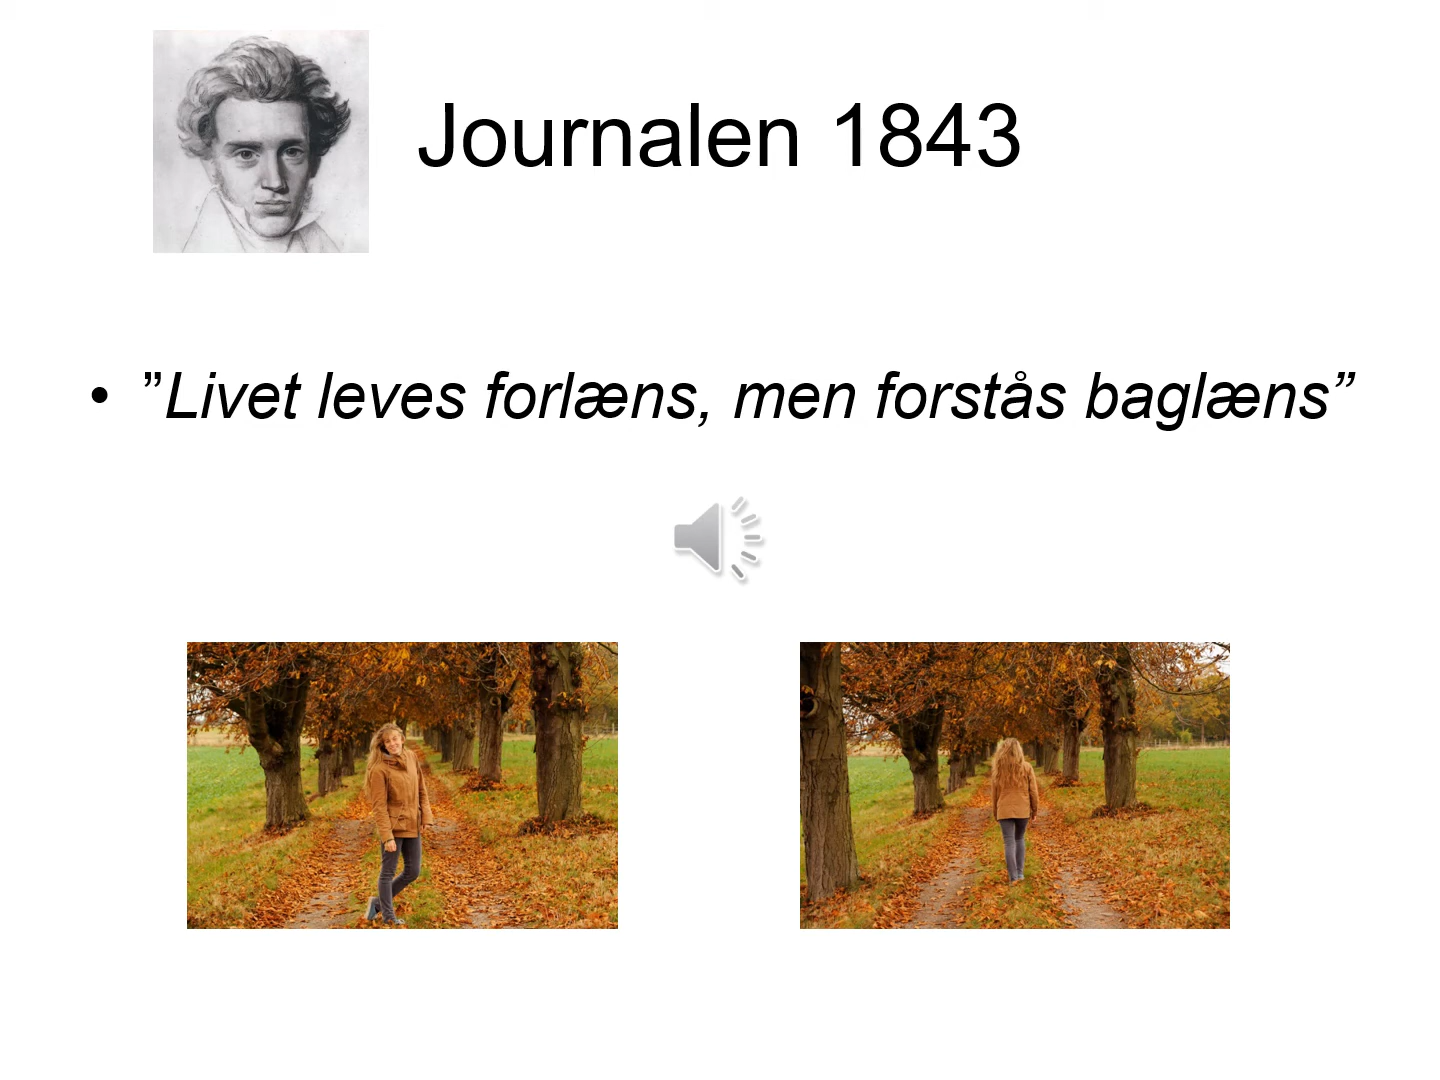 Journalen 1843
• ”Livet leves forlæns, men forstås baglæns”